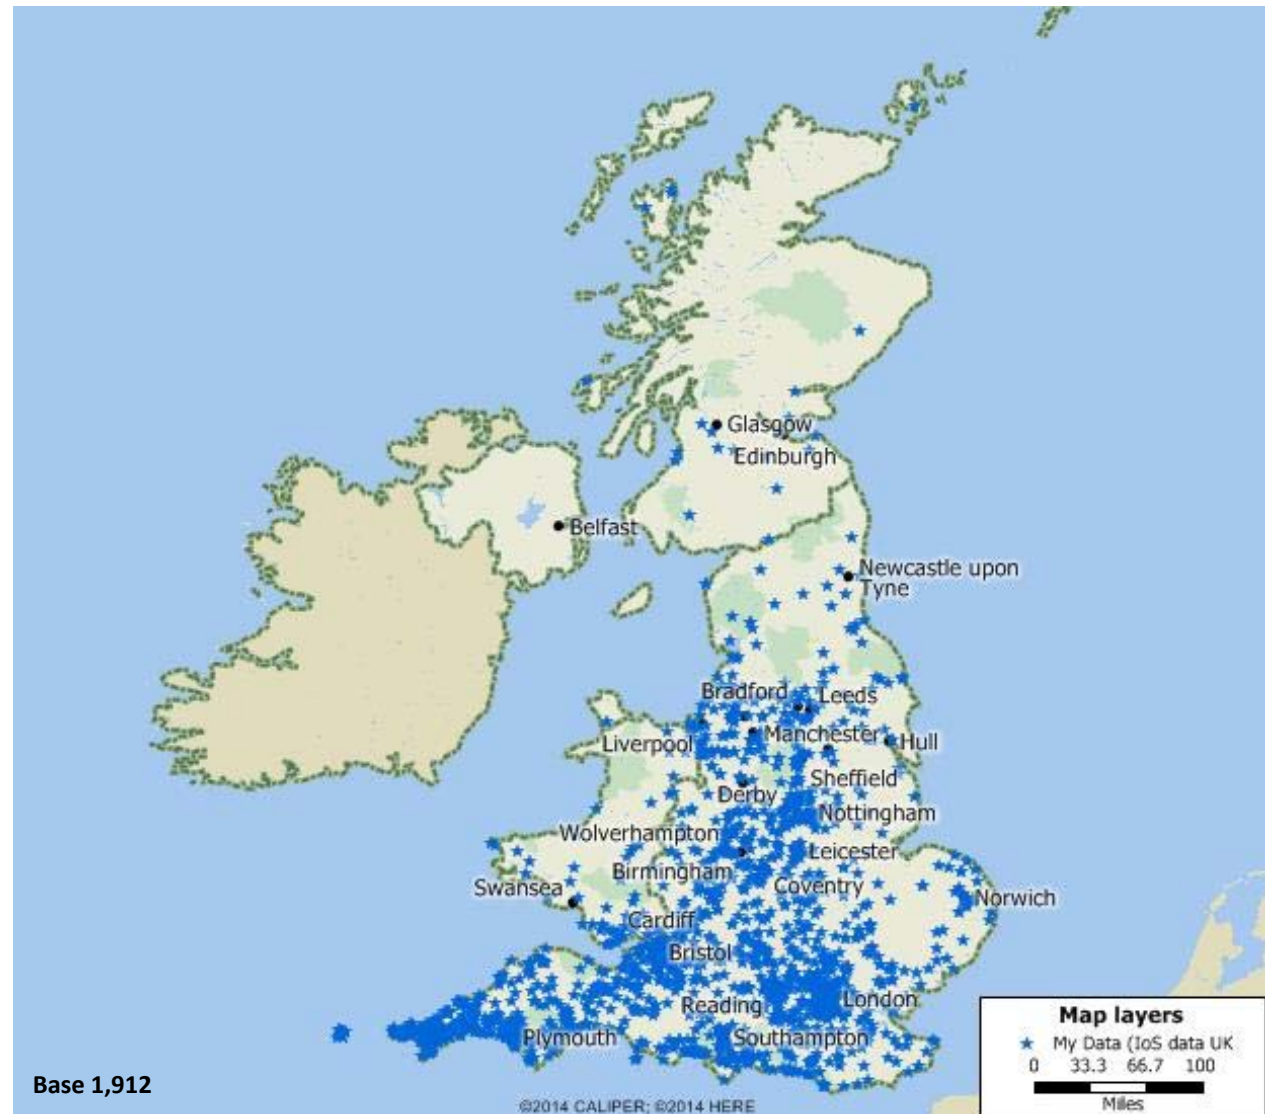 Glasgow
Edinburgh
Belfast
Newcastle upon
Tyne
Bradford
Leeds
Liverpool
Manchester
Hull
Sheffield
Derby
Nottingham
Wolverhampton
Leicester
Birmingham
Coventry
Swansea
Norwich
Cardiff
Bristol
Reading
London
Plymouth
Southampton
Map layers
My Data (IoS data UK
0 33.3 66.7 100
Miles
Base 1,912
©2014 CALIPER; ©2014 HERE